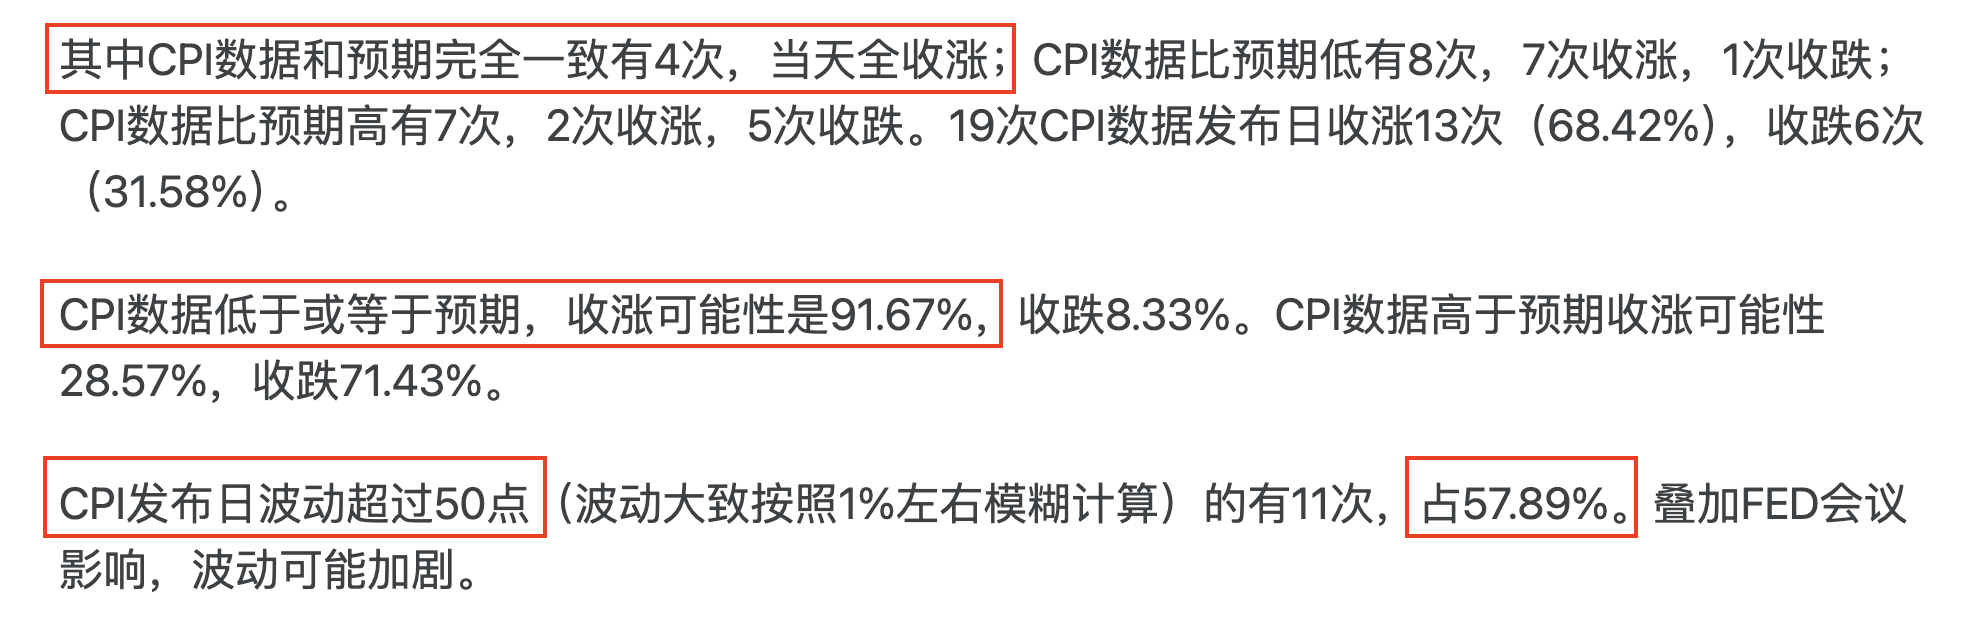 其中CPI数据和预期完全一致有4次，当天全收涨；CPI数据比预期低有8次，7次收涨，1次收跌；
CPI数据比预期高有7次，2次收涨，5次收跌。19次CPI数据发布日收涨13次（68.42%），收跌6次
（31.58%）。
CPI数据低于或等于预期，收涨可能性是91.67%，收跌8.33%。CPI数据高于预期收涨可能性
28.57%，收跌71.43%。
CPI发布日波动超过50点（波动大致按照1%左右模糊计算）的有11次，占57.89%。叠加FED会议
影响，波动可能加剧。